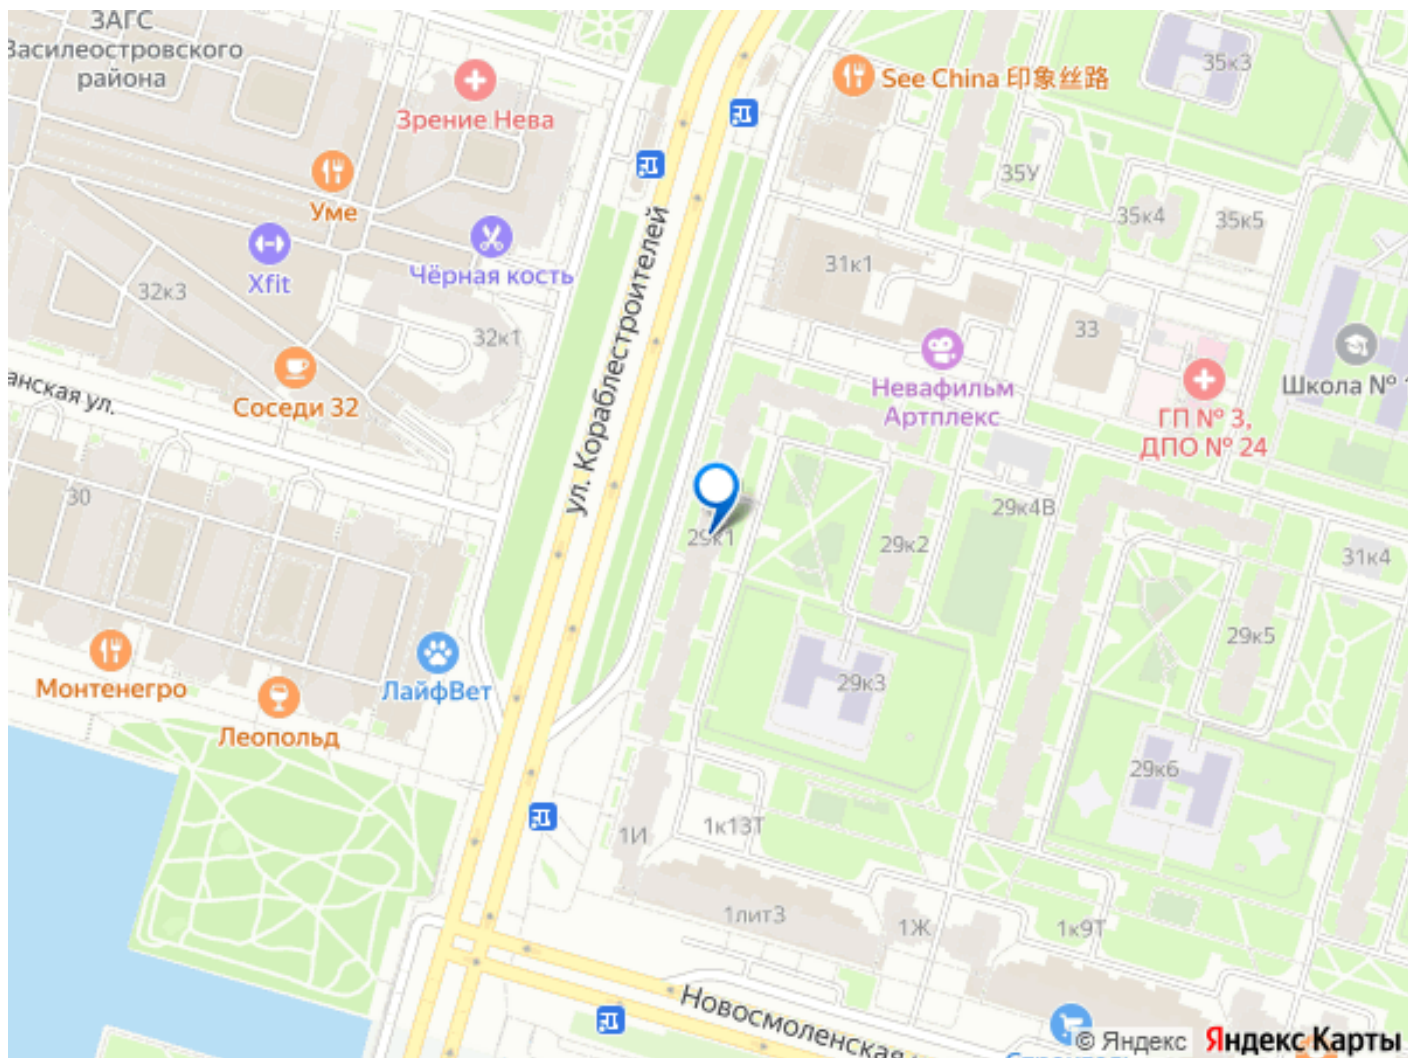 ЗАГС
Василеостровского
района
Зрение Нева
See China 印象丝路
35к3
Уме
35У
35к4
35к5
Xfit
Чёрная кость
ул. Кораблестроителей
31к1
32к3
32к1
33
Невафильм
Артплекс
Школа №
ГП № 3,
ДПО № 24
Соседи 32
анская ул.
30
29к1
29к2
29к4В
31к4
29к5
Монтенегро
ЛайфВет
29к3
Леопольд
29к6
1И
1к13Т
1лит3
1Ж
1к9Т
Новосмоленская
© Яндекс
Яндекс Карты